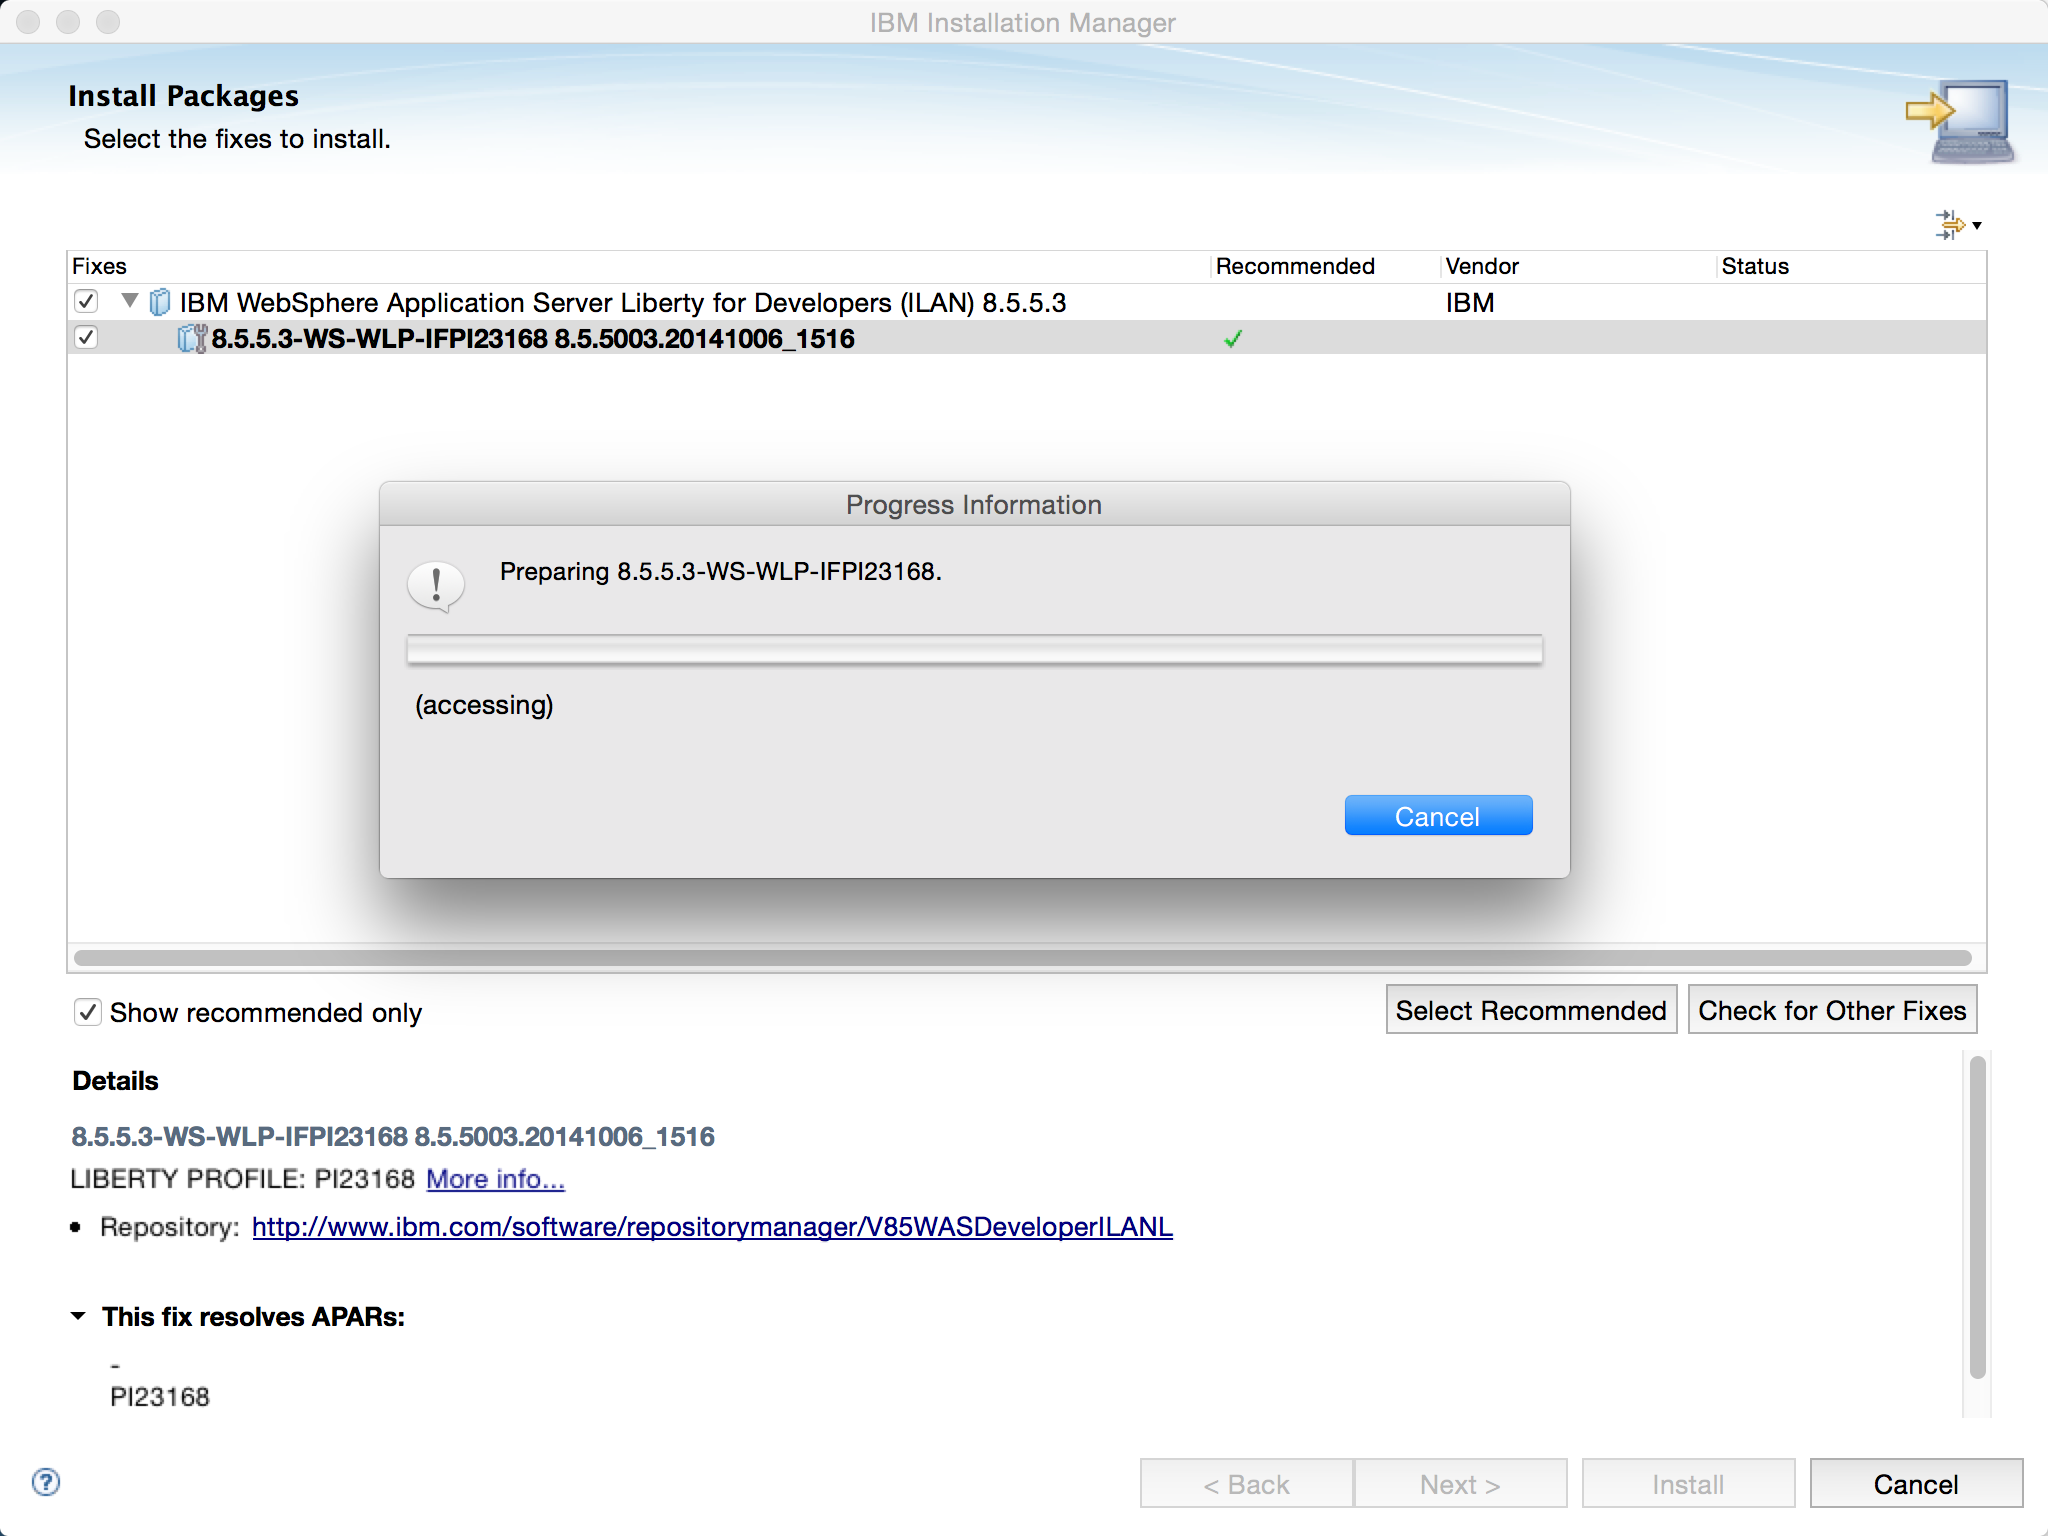 IBM Installation Manager
Install Packages
Select the fixes to install.
Fixes Recommended Vendor Status
IBM WebSphere Application Server Liberty for Developers (ILAN) 8.5.5.3 IBM
8.5.5.3-WS-WLP-IFPI23168 8.5.5003.20141006_1516
Progress Information
Preparing 8.5.5.3-WS-WLP-IFPI23168.
(accessing)
Cancel
Show recommended only
Select Recommended Check for Other Fixes
Details
8.5.5.3-WS-WLP-IFPI23168 8.5.5003.20141006_1516
LIBERTY PROFILE: PI23168 More info...
• Repository: http://www.ibm.com/software/repositorymanager/V85WASDeveloperILANL
This fix resolves APARs:
-
PI23168
? < Back Next > Install Cancel